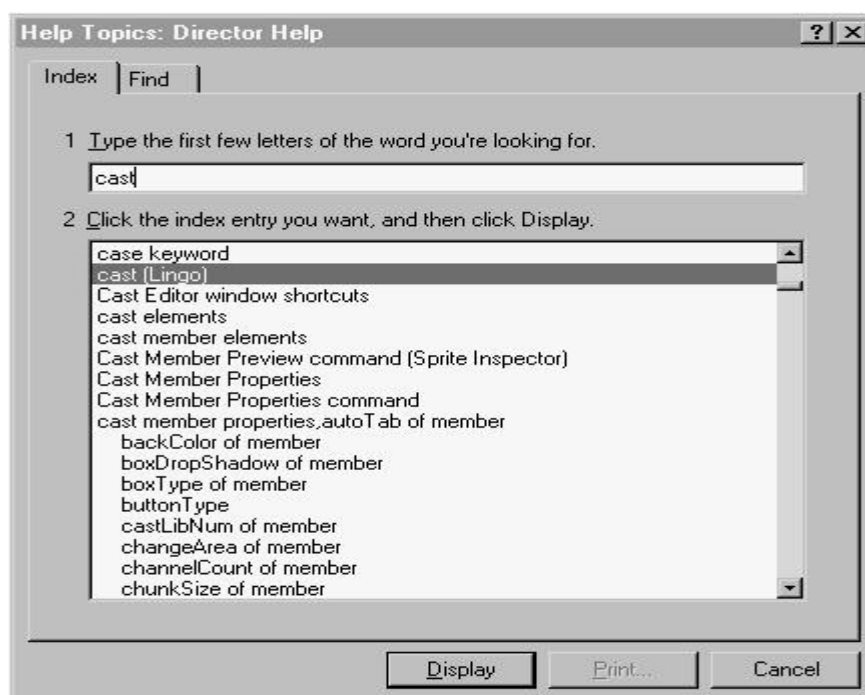 Help Topics: Director Help
Index Find
1 Type the first few letters of the word you're looking for.
cast
2 Click the index entry you want, and then click Display.
case keyword
cast (Lingo)
Cast Editor window shortcuts
cast elements
cast member elements
Cast Member Preview command (Sprite Inspector)
Cast Member Properties
Cast Member Properties command
cast member properties,autoTab of member
backColor of member
boxDropShadow of member
boxType of member
buttonType
castLibNum of member
changeArea of member
channelCount of member
chunkSize of member
Display Print... Cancel